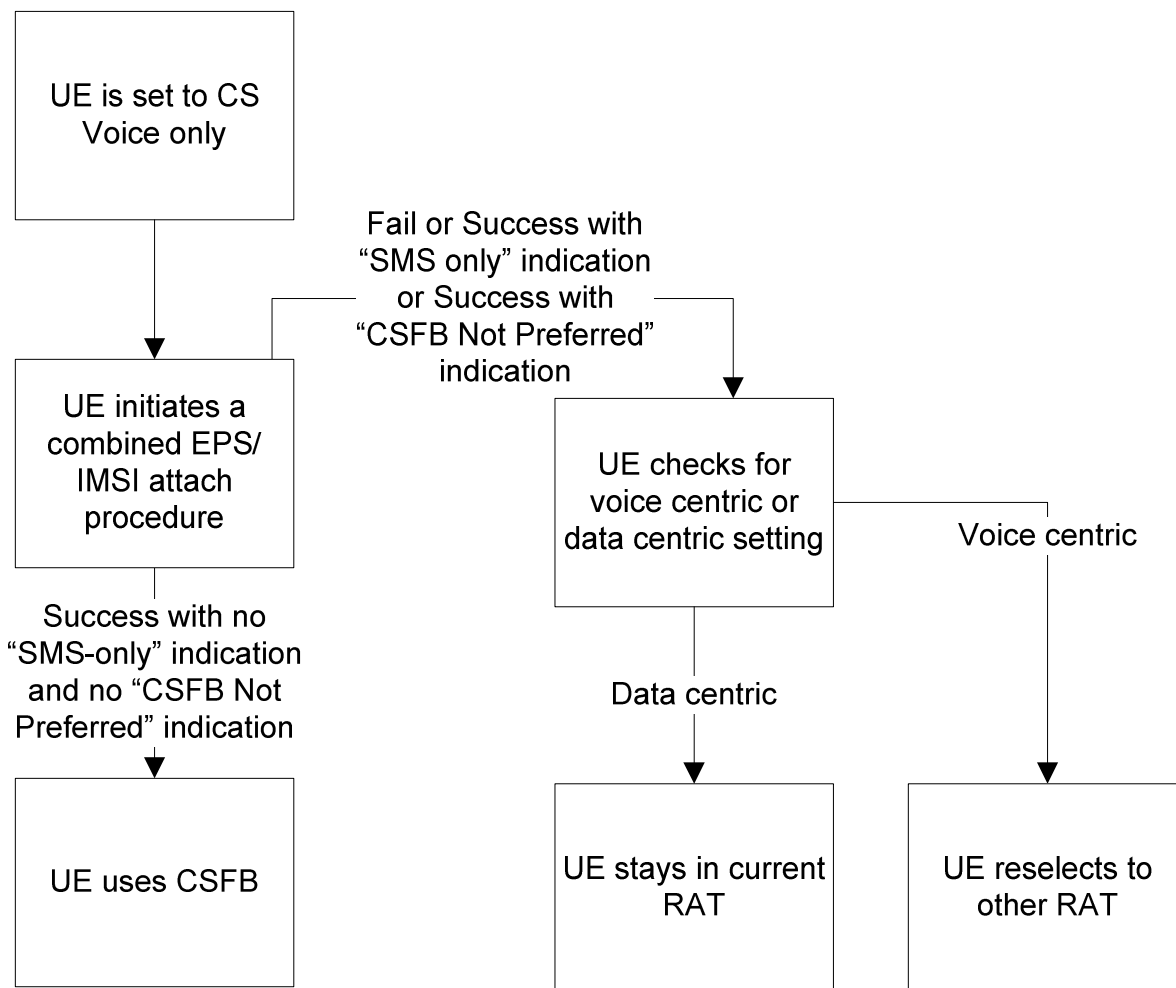 UE is set to CS
Voice only
Fail or Success with
“SMS only” indication
or Success with
“CSFB Not Preferred”
indication
UE initiates a
combined EPS/
IMSI attach
procedure
UE checks for
voice centric or
data centric setting
Voice centric
Success with no
“SMS-only” indication
and no “CSFB Not
Preferred” indication
Data centric
UE uses CSFB
UE stays in current
RAT
UE reselects to
other RAT